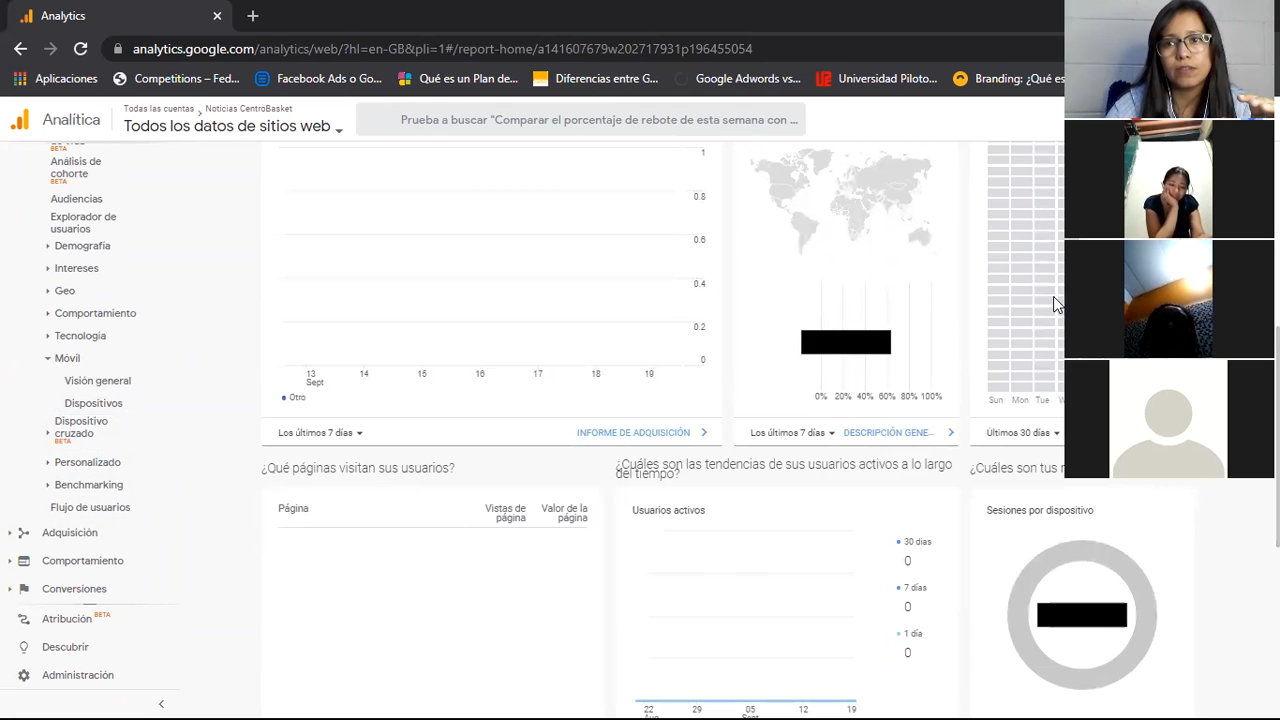 Analytics
analytics.google.com/analytics/web/?hl=en-GB&pli=1#/report-home/a141607679w202717931p196455054
Aplicaciones
Competitions – Fed...
Facebook Ads o Go...
Qué es un Public de...
Diferencias entre G...
Google Adwords vs...
Universidad Piloto...
Branding: ¿Qué es
Analítica
Todas las cuentas > Noticias CentroBasket
Todos los datos de sitios web
Prueba a buscar "Comparar el porcentaje de rebote de esta semana con ...
BETA
Análisis de
cohorte
BETA
Audiencias
Explorador de
usuarios
Demografía
Intereses
Geo
Comportamiento
Tecnología
Móvil
Visión general
Dispositivos
Dispositivo
cruzado
BETA
Personalizado
Benchmarking
Flujo de usuarios
Adquisición
Comportamiento
Conversiones
Atribución BETA
Descubrir
Administración
1
0.8
0.6
0.4
0.2
0
13 14 15 16 17 18 19
Sept
Otro
Los últimos 7 días
INFORME DE ADQUISICIÓN
0% 20% 40% 60% 80% 100%
Los últimos 7 días
DESCRIPCIÓN GENE...
Sun Mon Tue
Últimos 30 días
¿Qué páginas visitan sus usuarios?
Página
Vistas de
página
Valor de la
página
¿Cuáles son las tendencias de sus usuarios activos a lo largo
del tiempo?
Usuarios activos
30 dias
0
7 días
0
1 día
0
22 29 05 12 19
Aug Sept
¿Cuáles son tus
Sesiones por dispositivo